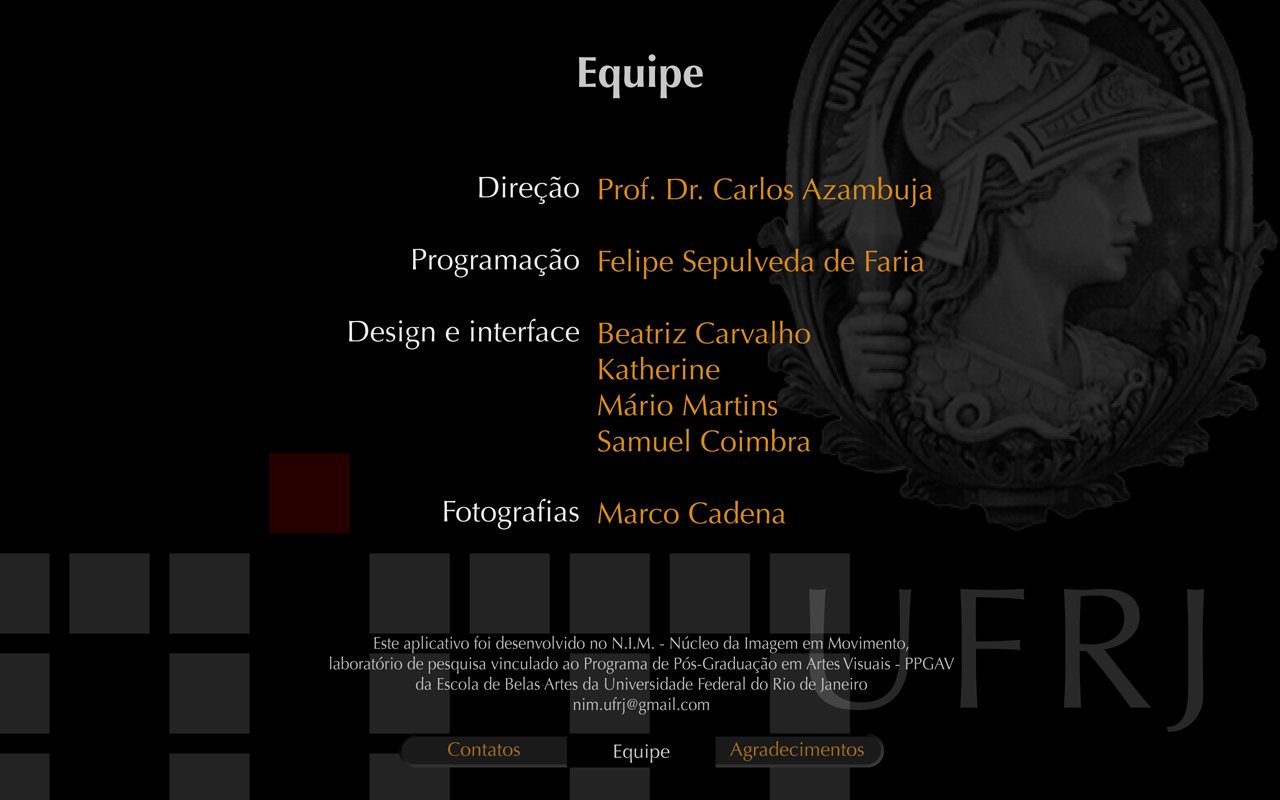 UNIVERS BRASIL
Equipe
Direção Prof. Dr. Carlos Azambuja
Programação Felipe Sepulveda de Faria
Design e interface Beatriz Carvalho
Katherine
Mário Martins
Samuel Coimbra
Fotografias Marco Cadena
UFRJ
Este aplicativo foi desenvolvido no N.I.M. - Núcleo da Imagem em Movimento,
laboratório de pesquisa vinculado ao Programa de Pós-Graduação em Artes Visuais - PPGAV
da Escola de Belas Artes da Universidade Federal do Rio de Janeiro
nim.ufrj@gmail.com
Contatos Equipe Agradecimentos